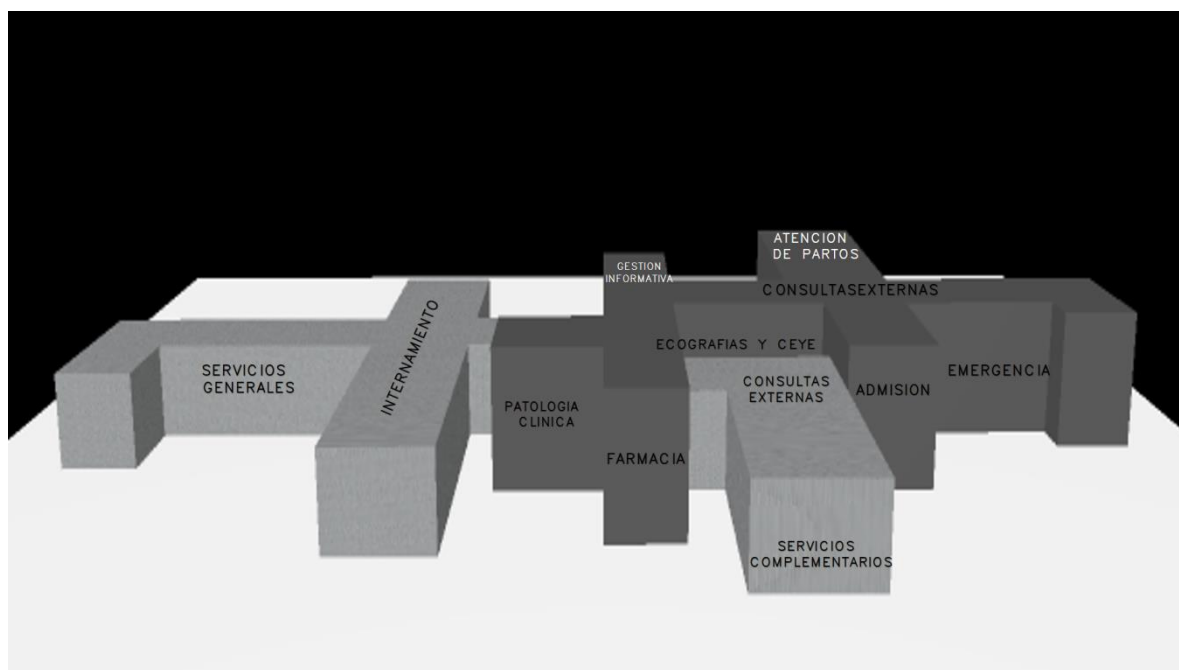 ATENCION
DE PARTOS
GESTION
INFORMATIVA
CONSULTASEXTERNAS
ECOGRAFIAS Y CEYE
SERVICIOS
GENERALES
INTERNAMIENTO
CONSULTAS
EXTERNAS
ADMISION
EMERGENCIA
PATOLOGIA
CLINICA
FARMACIA
SERVICIOS
COMPLEMENTARIOS